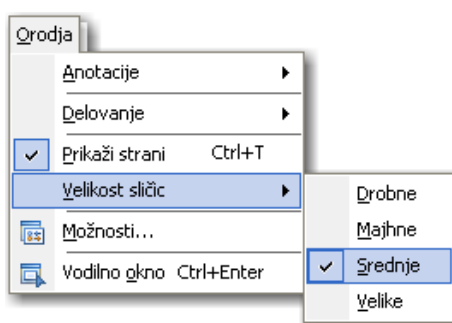 Orodja
Anotacije
Delovanje
Prikaži strani Ctrl+T
Velikost sličic
Možnosti...
Vodilno okno Ctrl+Enter
Drobne
Majhne
Srednje
Velike